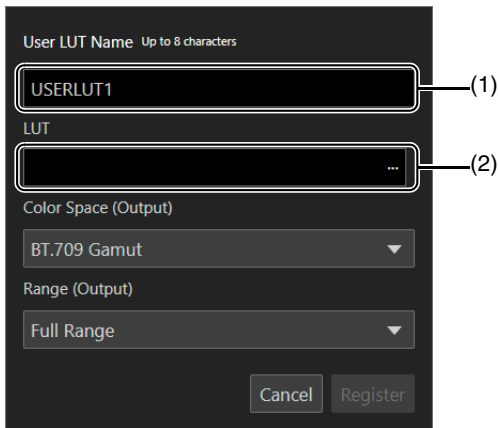 User LUT Name Up to 8 characters
USERLUT1
(1)
LUT
...
(2)
Color Space (Output)
BT.709 Gamut
Range (Output)
Full Range
Cancel Register